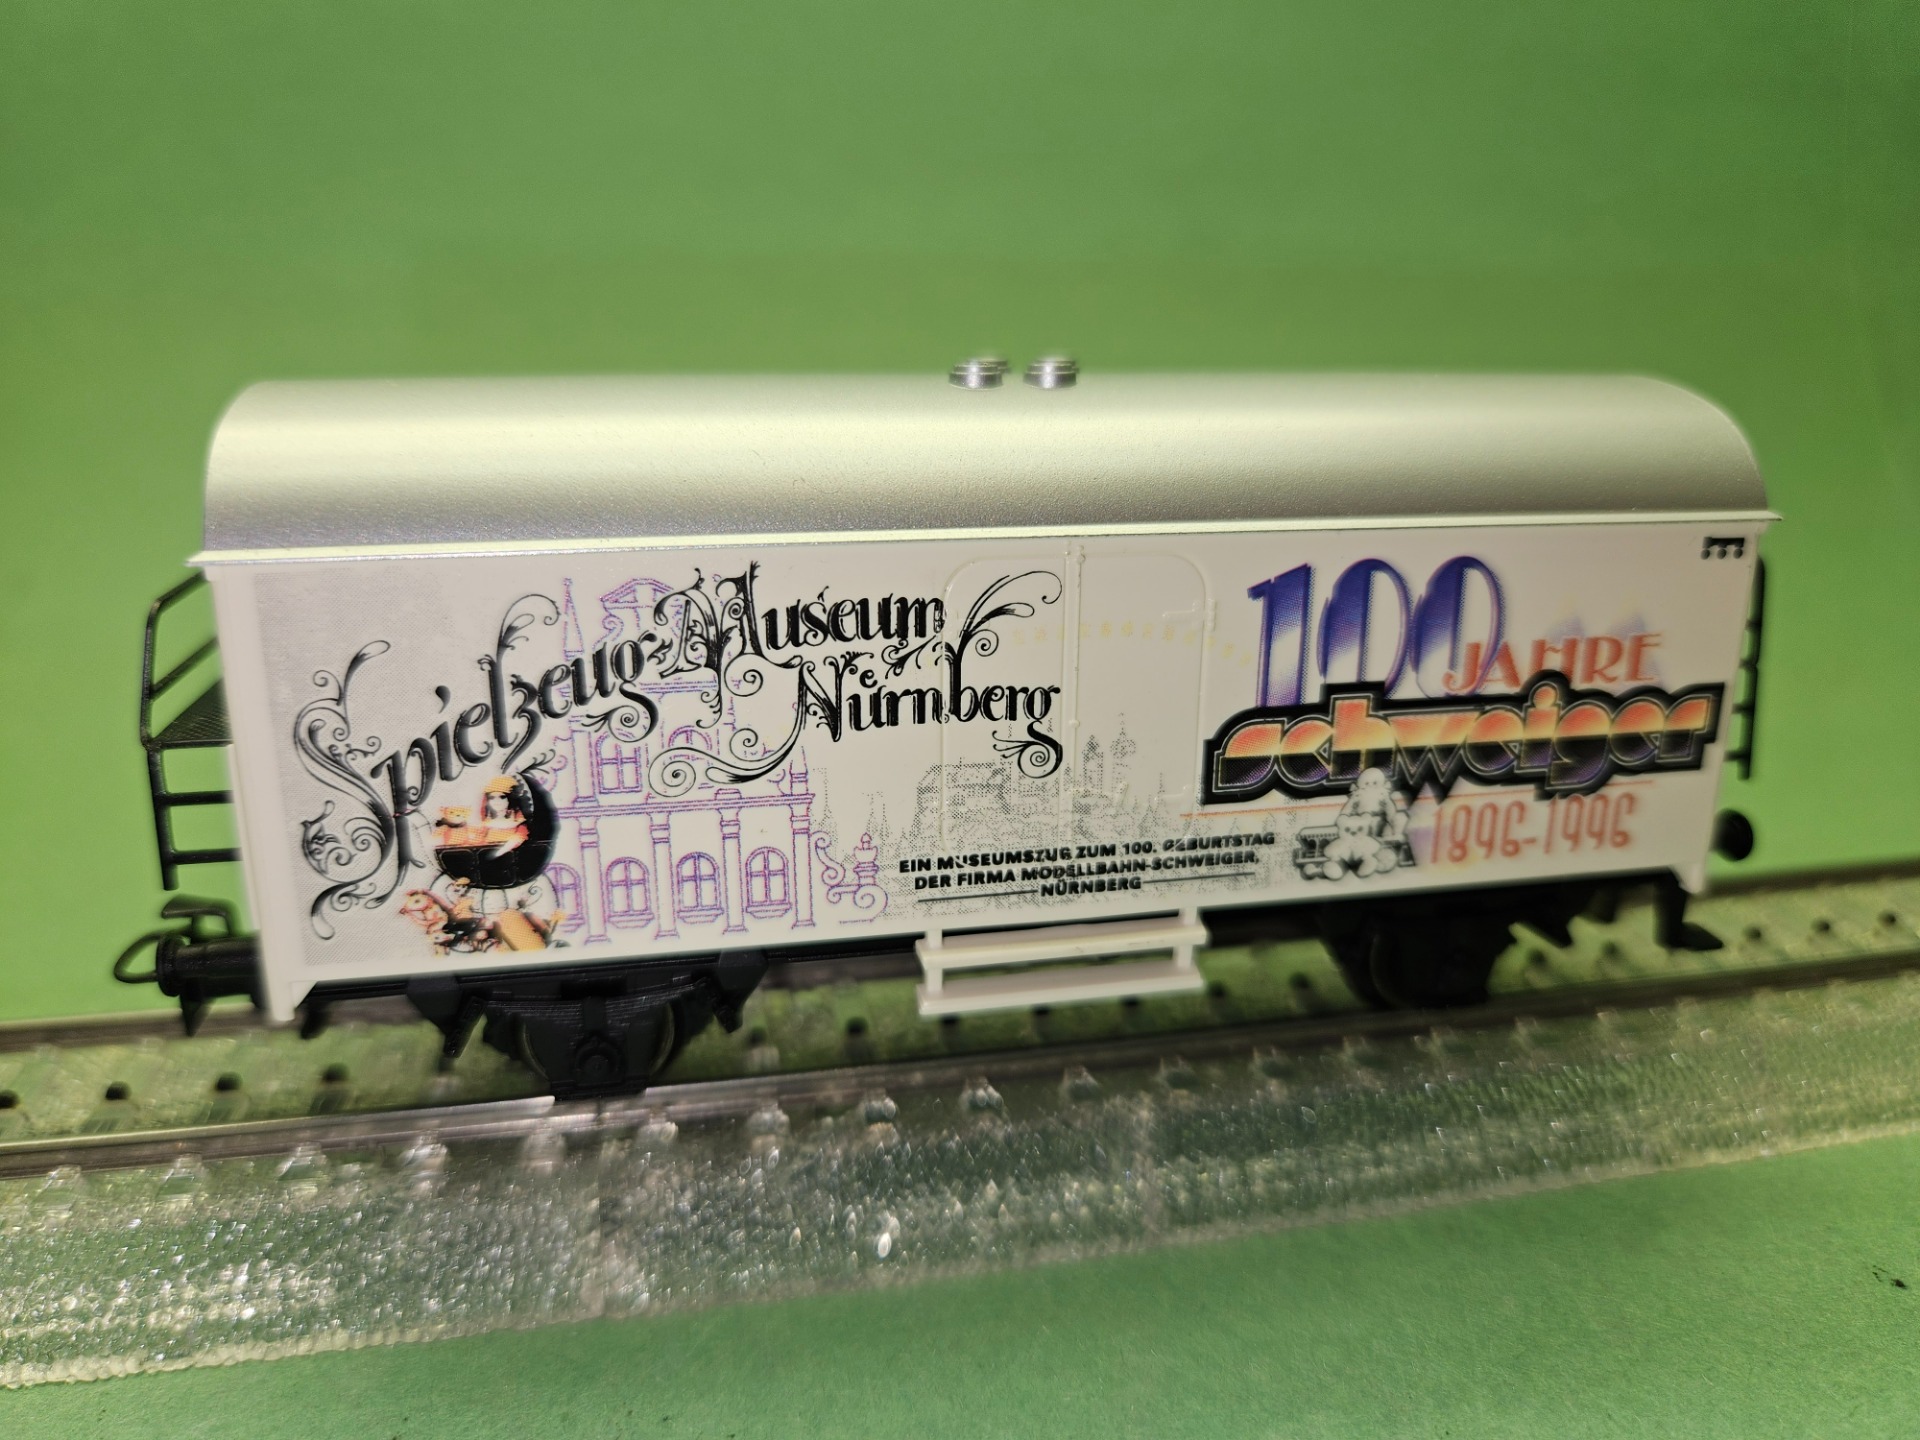 Spielzeug-Museum
Nürnberg
100
JAHRE
schweiger
1896-1996
EIN MUSEUMSZUG ZUM 100. GEBURTSTAG
DER FIRMA MODELLBAHN-SCHWEIGER,
NÜRNBERG